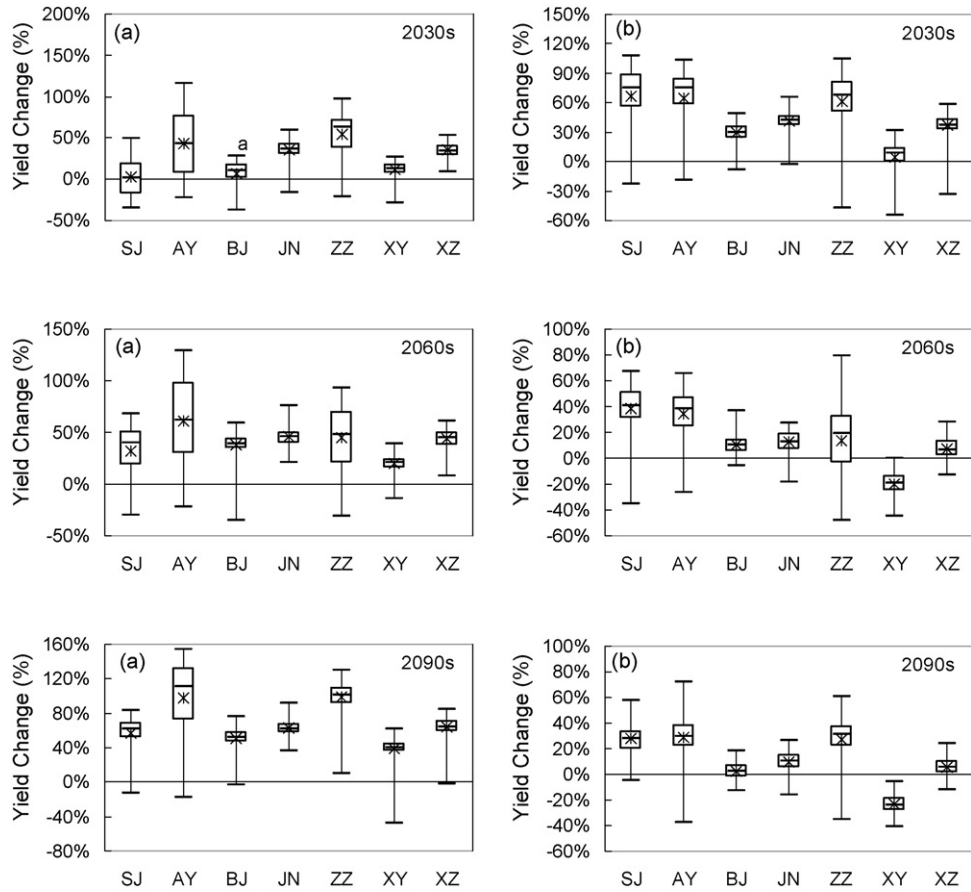 Yield Change (%)
200%
150%
100%
50%
0%
-50%
(a)
2030s
a
SJ AY BJ JN ZZ XY XZ
Yield Change (%)
150%
120%
90%
60%
30%
0%
-30%
-60%
(b)
2030s
SJ AY BJ JN ZZ XY XZ
Yield Change (%)
150%
100%
50%
0%
-50%
(a)
2060s
SJ AY BJ JN ZZ XY XZ
Yield Change (%)
100%
80%
60%
40%
20%
0%
-20%
-40%
-60%
(b)
2060s
SJ AY BJ JN ZZ XY XZ
Yield Change (%)
160%
120%
80%
40%
0%
-40%
-80%
(a)
2090s
SJ AY BJ JN ZZ XY XZ
Yield Change (%)
100%
80%
60%
40%
20%
0%
-20%
-40%
-60%
(b)
2090s
SJ AY BJ JN ZZ XY XZ